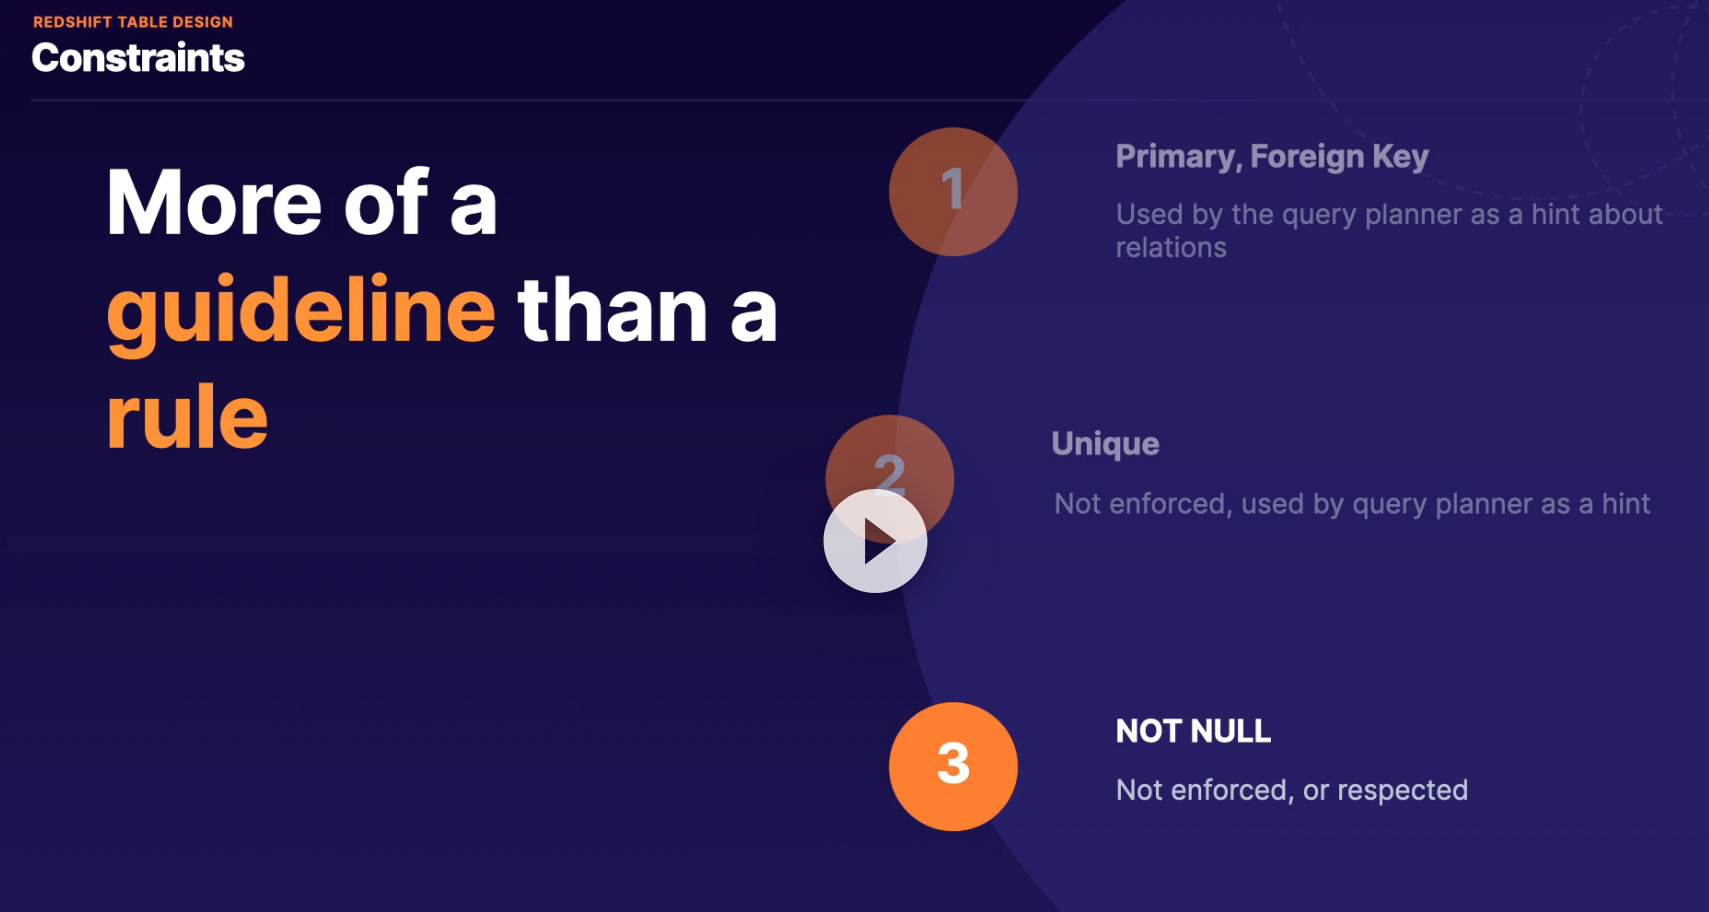 REDSHIFT TABLE DESIGN
Constraints
More of a
guideline than a
rule
1
Primary, Foreign Key
Used by the query planner as a hint about
relations
2
Unique
Not enforced, used by query planner as a hint
3
NOT NULL
Not enforced, or respected